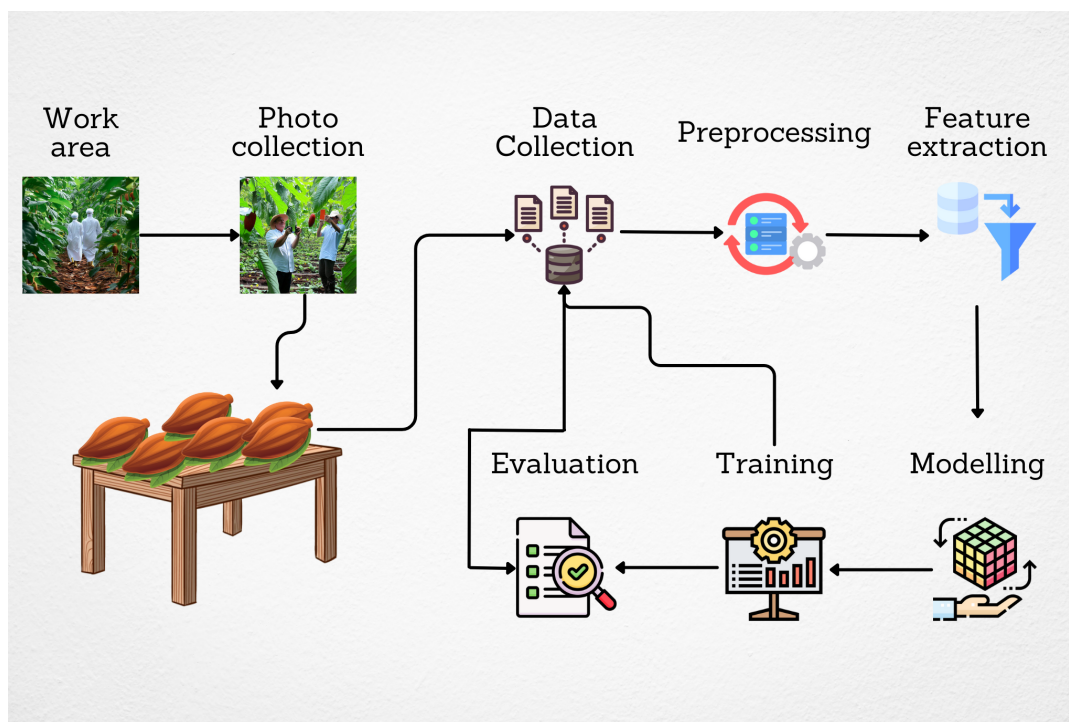 Work
area
Photo
collection
Data
Collection
Preprocessing
Feature
extraction
Evaluation
Training
Modelling